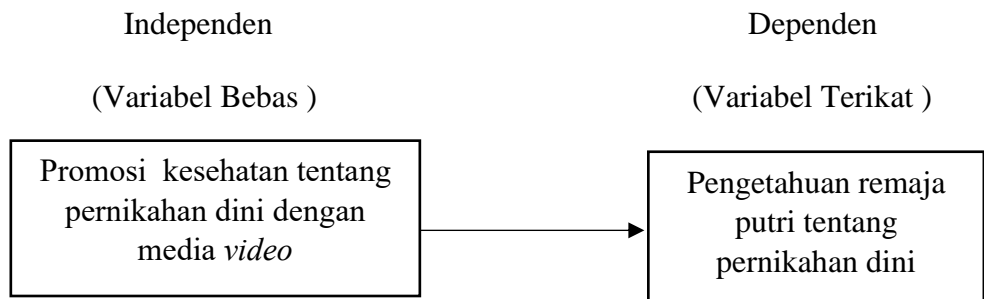 Independen
(Variabel Bebas )
Promosi kesehatan tentang
pernikahan dini dengan
media video
Dependen
(Variabel Terikat )
Pengetahuan remaja
putri tentang
pernikahan dini